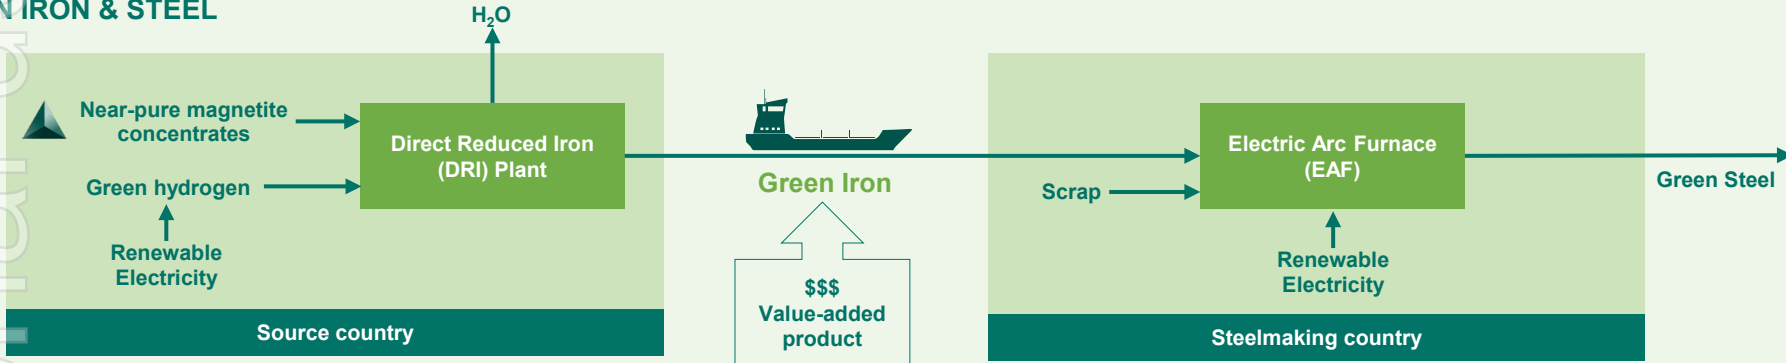 IRON & STEEL
H₂O
Near-pure magnetite
concentrates
Green hydrogen
Renewable
Electricity
Direct Reduced Iron
(DRI) Plant
Source country
Green Iron
$$$
Value-added
product
Scrap
Electric Arc Furnace
(EAF)
Renewable
Electricity
Steelmaking country
Green Steel